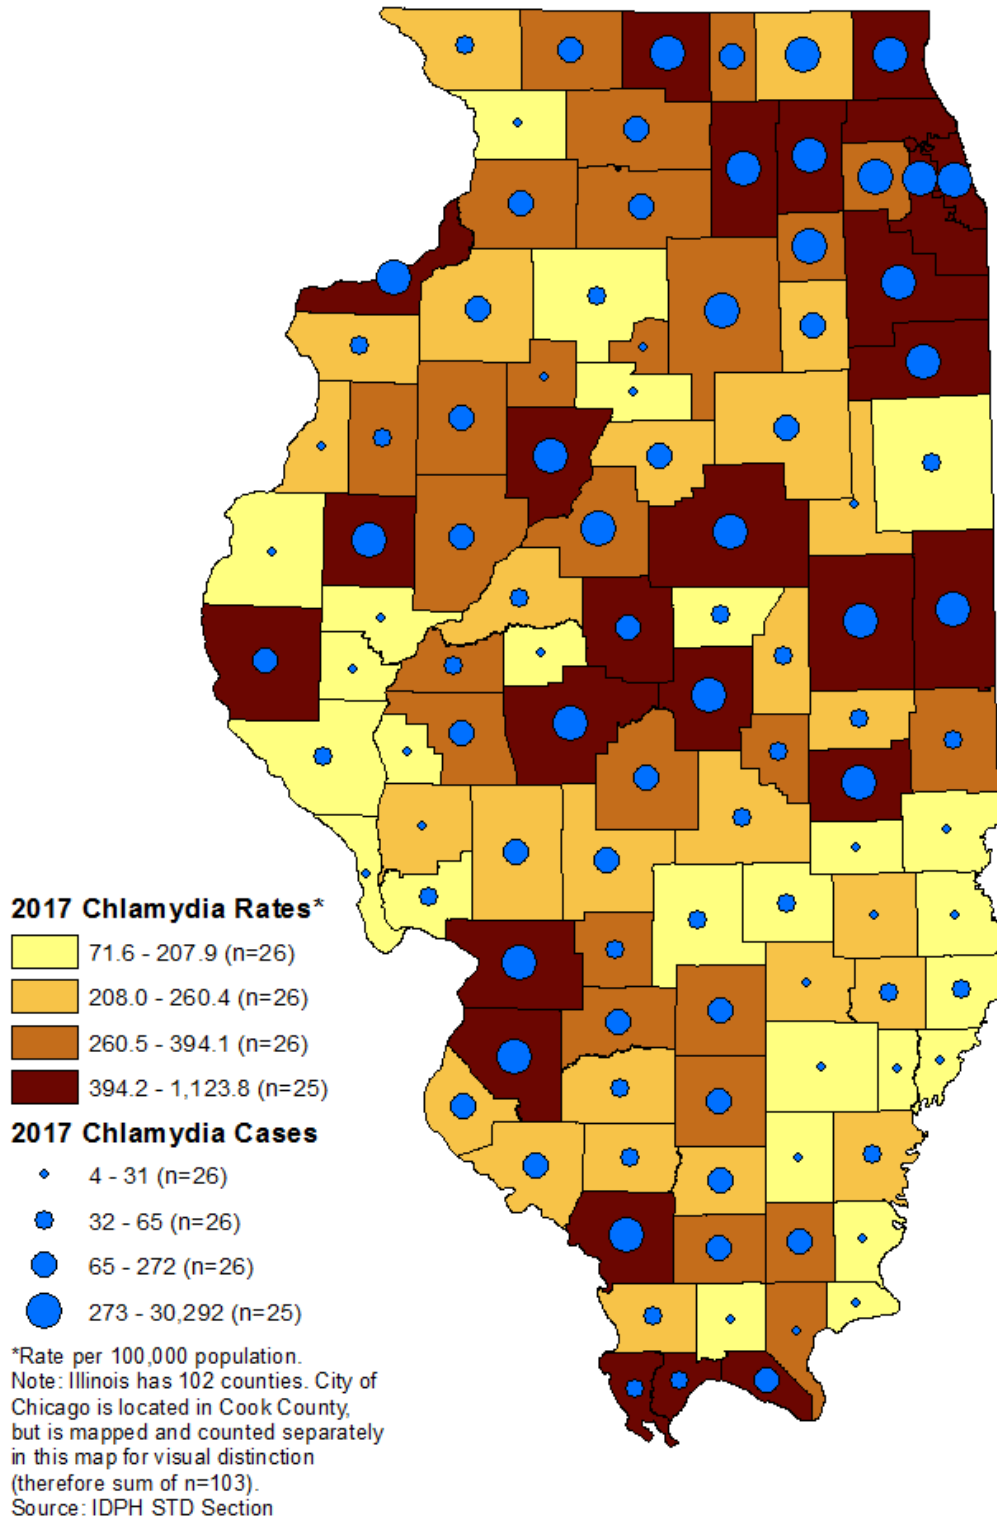 2017 Chlamydia Rates*
71.6 - 207.9 (n=26)
208.0 - 260.4 (n=26)
260.5 - 394.1 (n=26)
394.2 - 1,123.8 (n=25)
2017 Chlamydia Cases
4 - 31 (n=26)
32 - 65 (n=26)
65 - 272 (n=26)
273 - 30,292 (n=25)
*Rate per 100,000 population.
Note: Illinois has 102 counties. City of
Chicago is located in Cook County,
but is mapped and counted separately
in this map for visual distinction
(therefore sum of n=103).
Source: IDPH STD Section